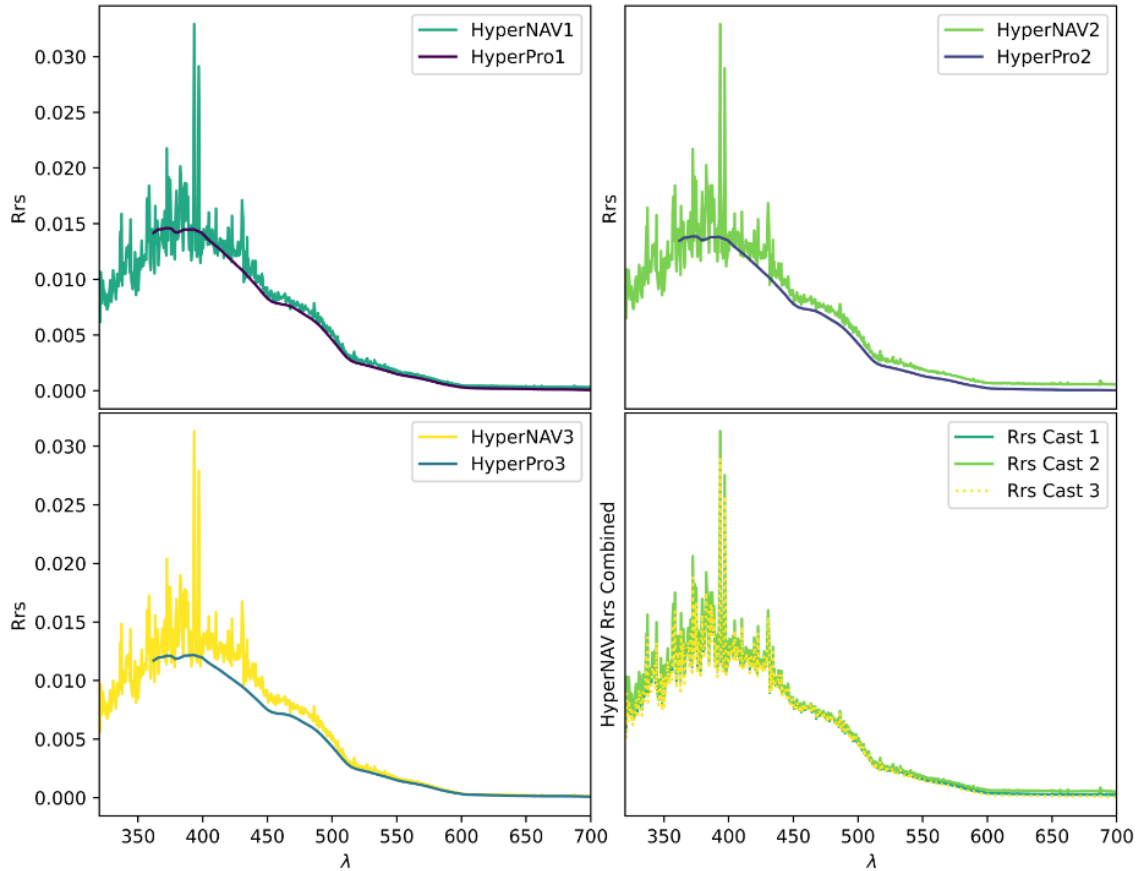 HyperNAV1
HyperPro1
0.030
0.025
0.020
0.015
0.010
0.005
0.000
Rrs
HyperNAV2
HyperPro2
Rrs
HyperNAV3
HyperPro3
0.030
0.025
0.020
0.015
0.010
0.005
0.000
Rrs
350 400 450 500 550 600 650 700
λ
Rrs Cast 1
Rrs Cast 2
Rrs Cast 3
HyperNAV Rrs Combined
350 400 450 500 550 600 650 700
λ